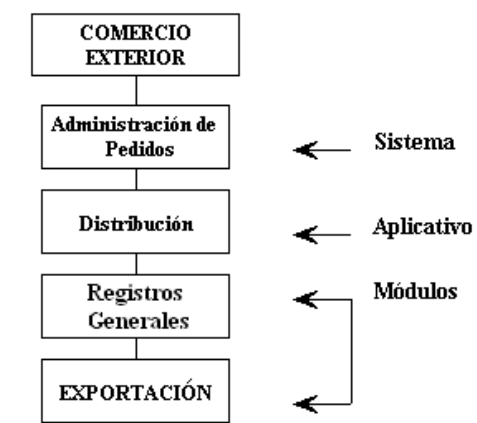 COMERCIO
EXTERIOR
Administración de
Pedidos
Sistema
Distribución
Aplicativo
Registros
Generales
Módulos
EXPORTACIÓN